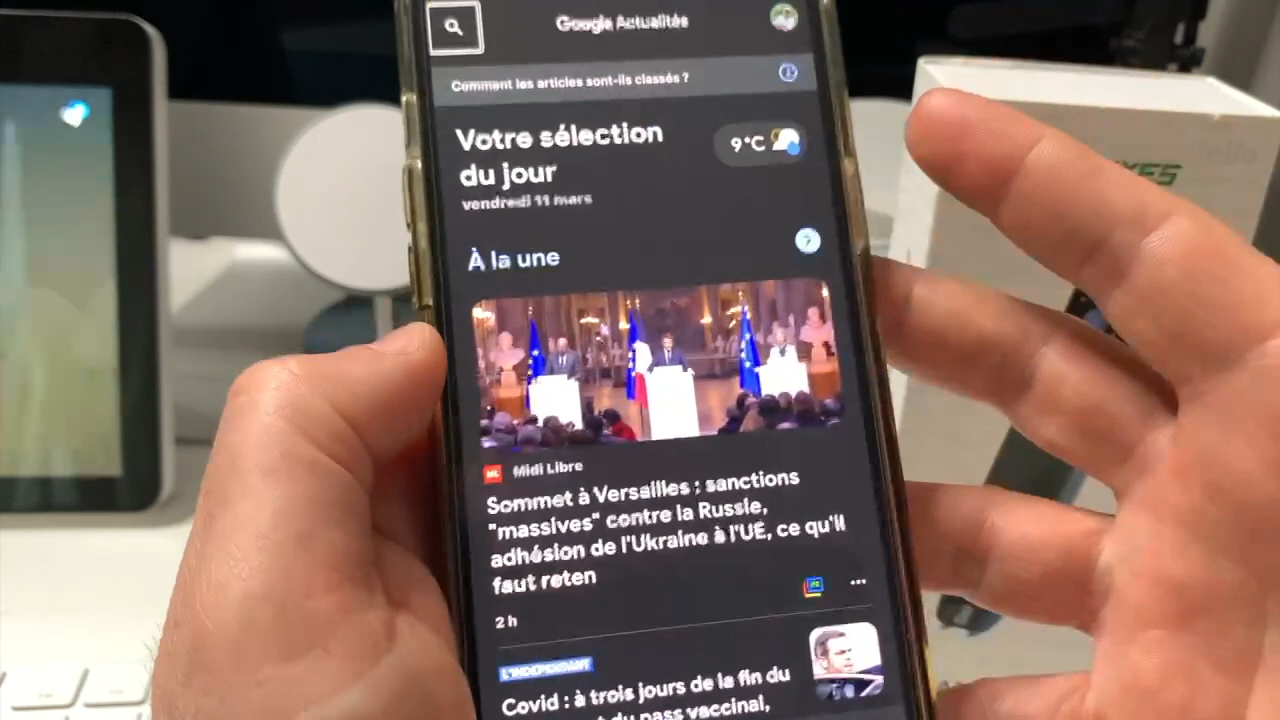 Google Actualités
Comment les articles sont-ils classés ?
Votre sélection
du jour
9°C
vendredi 11 mars
À la une
Midi Libre
Sommet à Versailles : sanctions
"massives" contre la Russie,
adhésion de l'Ukraine à l'UE, ce qu'il
faut reten
2 h
L'INDÉPENDANT
Covid : à trois jours de la fin du
du pass vaccinal,